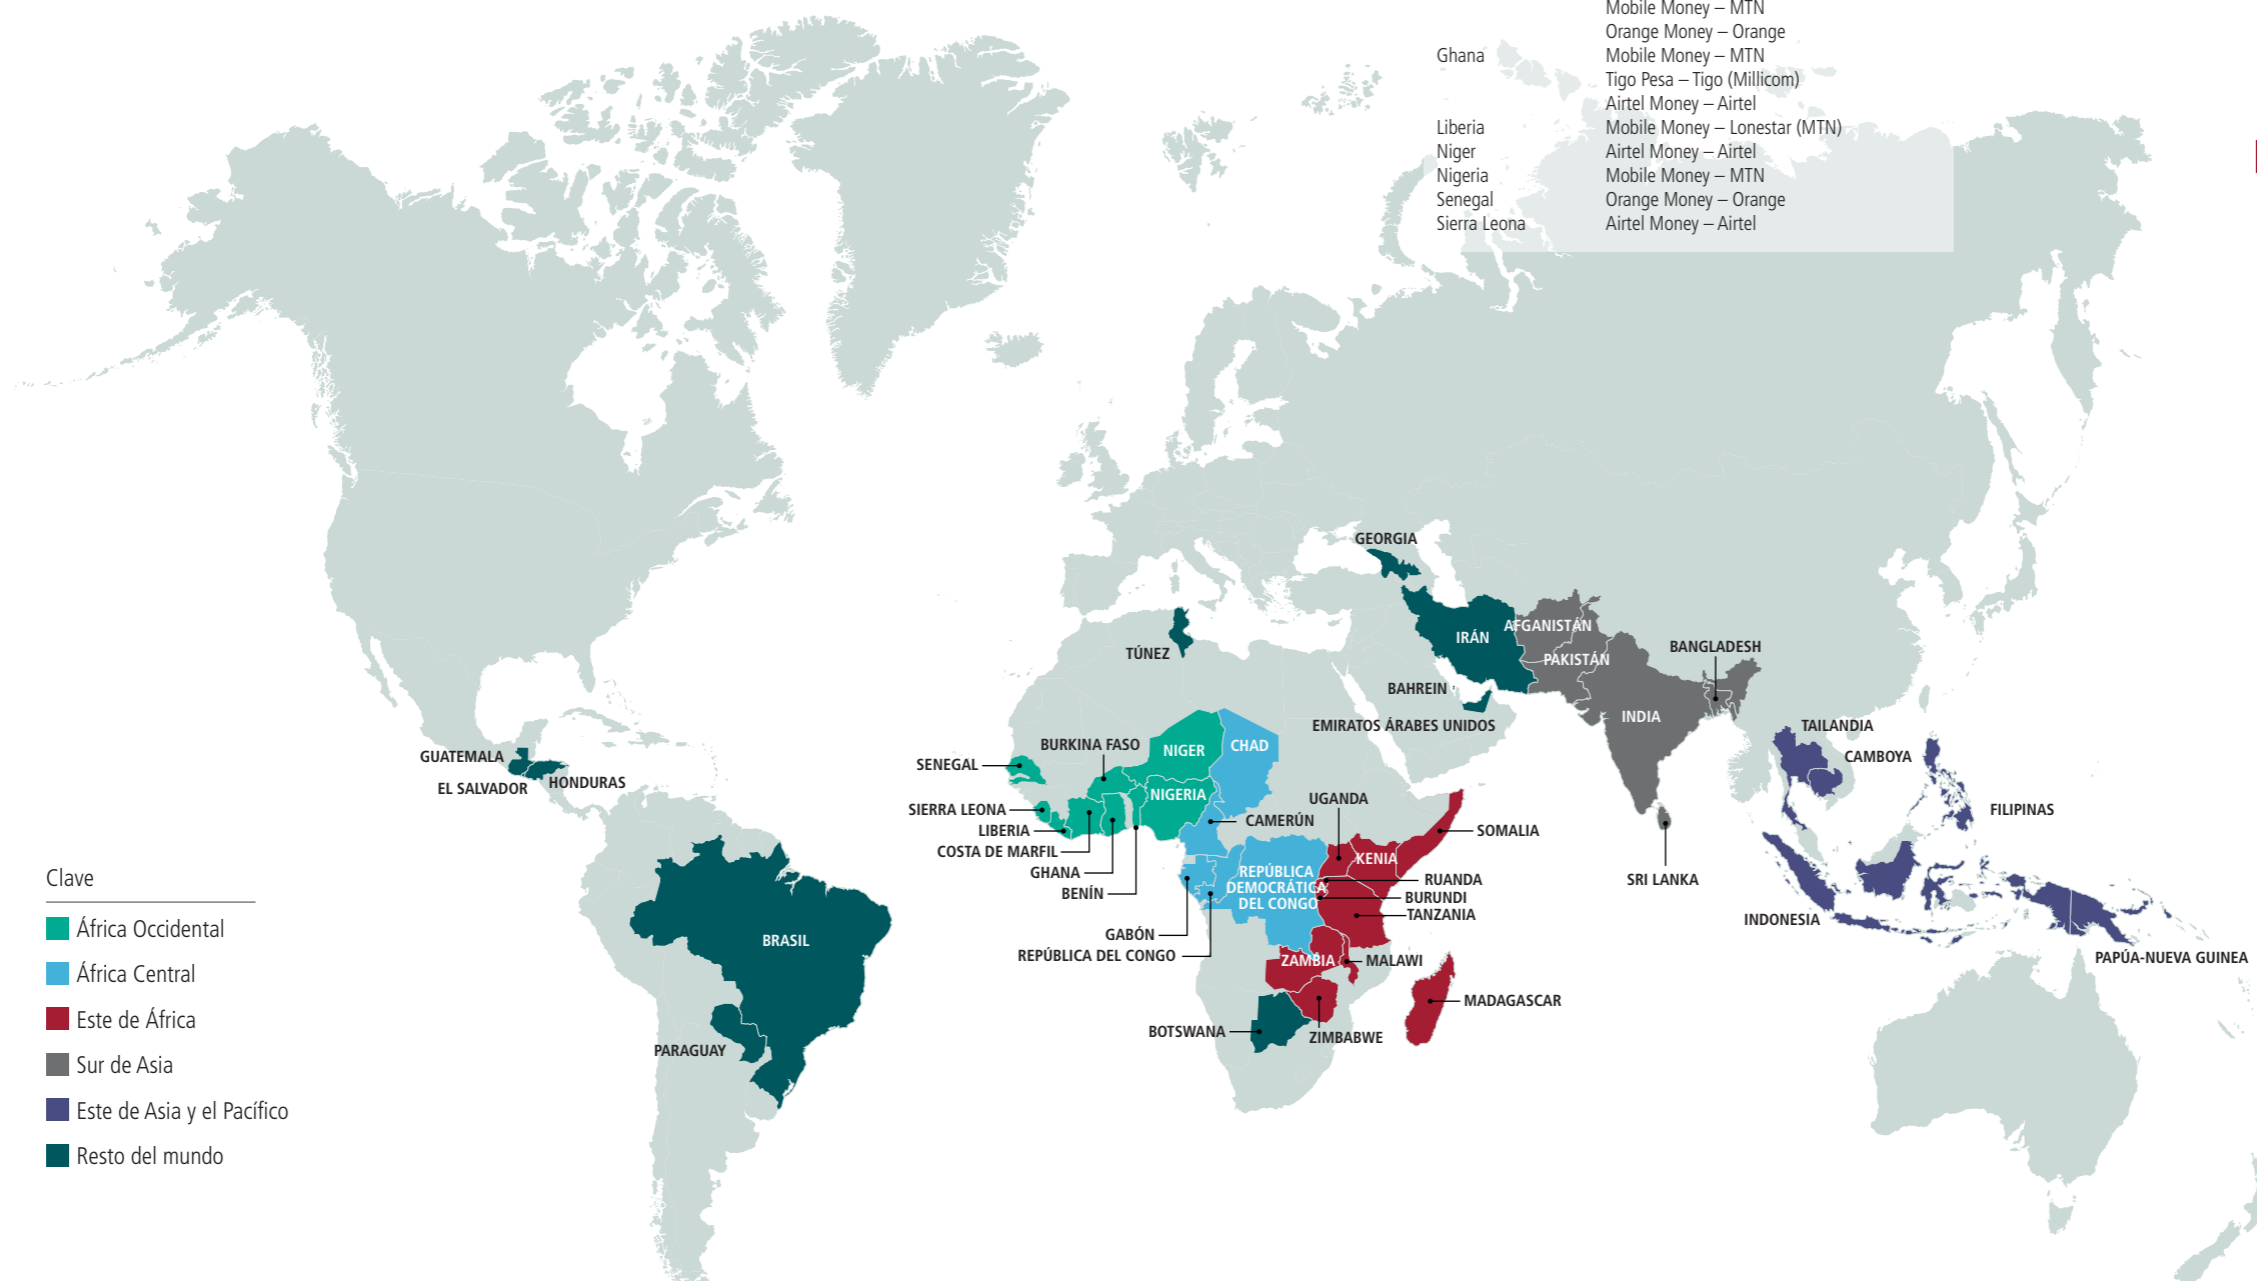 Mobile Money – MTN
Orange Money – Orange
Ghana Mobile Money – MTN
Tigo Pesa – Tigo (Millicom)
Airtel Money – Airtel
Liberia Mobile Money – Lonestar (MTN)
Niger Airtel Money – Airtel
Nigeria Mobile Money – MTN
Senegal Orange Money – Orange
Sierra Leona Airtel Money – Airtel
GEORGIA
IRÁN
AFGANISTÁN
PAKISTÁN
BANGLADESH
TÚNEZ
BAHREIN
EMIRATOS ÁRABES UNIDOS
INDIA
TAILANDIA
CAMBOYA
GUATEMALA
EL SALVADOR
HONDURAS
BURKINA FASO
NIGER
CHAD
SENEGAL
NIGERIA
UGANDA
FILIPINAS
SIERRA LEONA
LIBERIA
CAMERÚN
SOMALIA
COSTA DE MARFIL
GHANA
KENIA
REPÚBLICA
DEMOCRÁTICA
DEL CONGO
RUANDA
SRI LANKA
BENÍN
BURUNDI
TANZANIA
INDONESIA
GABÓN
REPÚBLICA DEL CONGO
ZAMBIA
MALAWI
PAPÚA-NUEVA GUINEA
BRASIL
MADAGASCAR
BOTSWANA
ZIMBABWE
PARAGUAY
Clave
África Occidental
África Central
Este de África
Sur de Asia
Este de Asia y el Pacífico
Resto del mundo